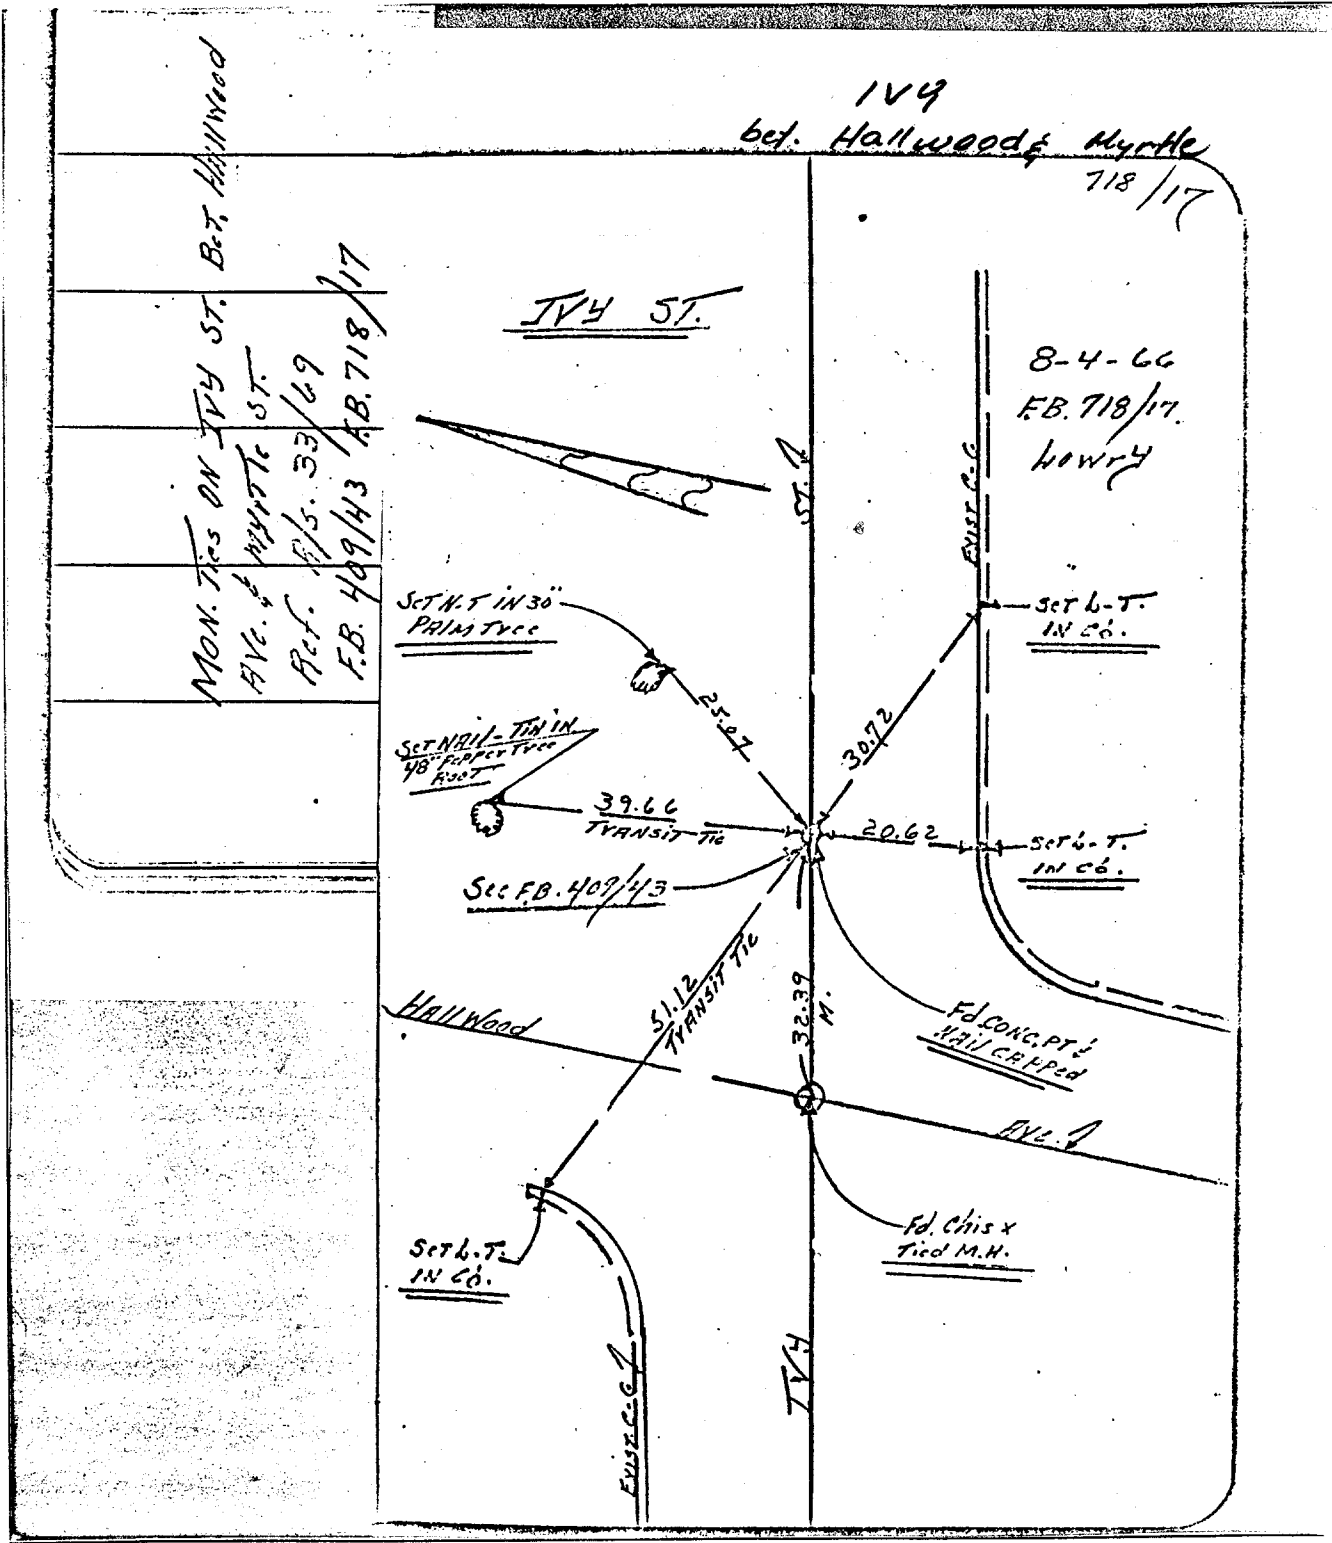 IVY
bet. Hallwood & Myrtle
718/17
MON. Ties ON IVY ST. Bet. HAllWood
AVe. & Myrtle ST.
Ref. R/S. 33/69
F.B. 409/43 F.B. 718/17
IVY ST.
8-4-66
F.B. 718/17
Lowry
ST.
EXIST C-G
Set N-T IN 30"
PALM Tree
Set L-T.
IN Cb.
25.07
30.72
Set NAil-Tin IN
48" Pepper Tree
Root
39.66
TrANSiT Tie
20.62
Set L-T.
IN Cb.
See F.B. 409/43
51.12
TrANSiT Tie
32.39
M.
HAllWood
Fd. CONC. PT &
NAil CAPPed
AVe.
Fd. Chis x
Tied M.H.
Set L-T.
IN Cb.
EXIST. C-G
IVY